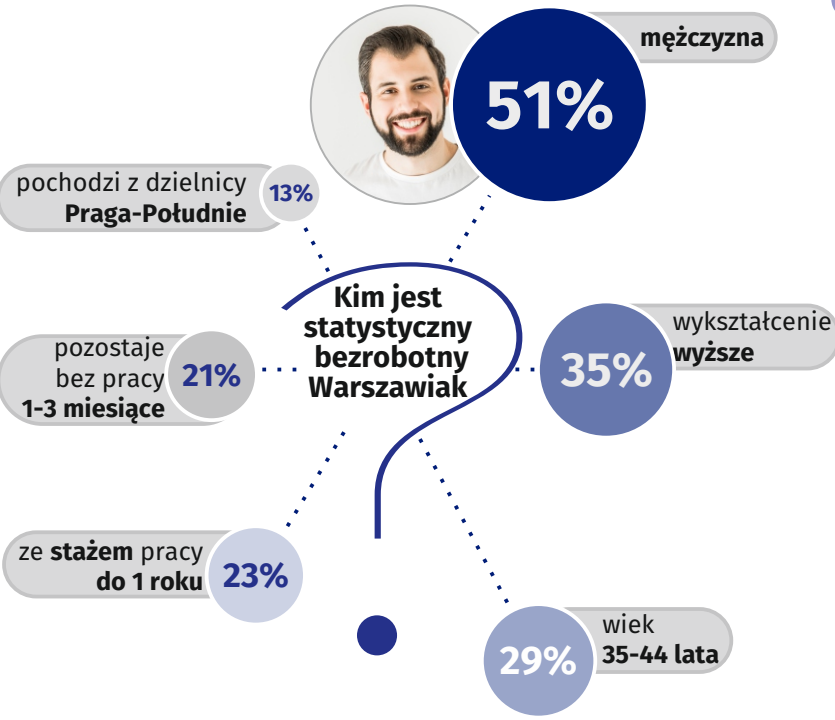 mężczyzna
51%
pochodzi z dzielnicy
Praga-Południe
13%
Kim jest
statystyczny
bezrobotny
Warszawiak
pozostaje
bez pracy
1-3 miesiące
21%
35%
wykształcenie
wyższe
ze stażem pracy
do 1 roku
23%
29%
wiek
35-44 lata